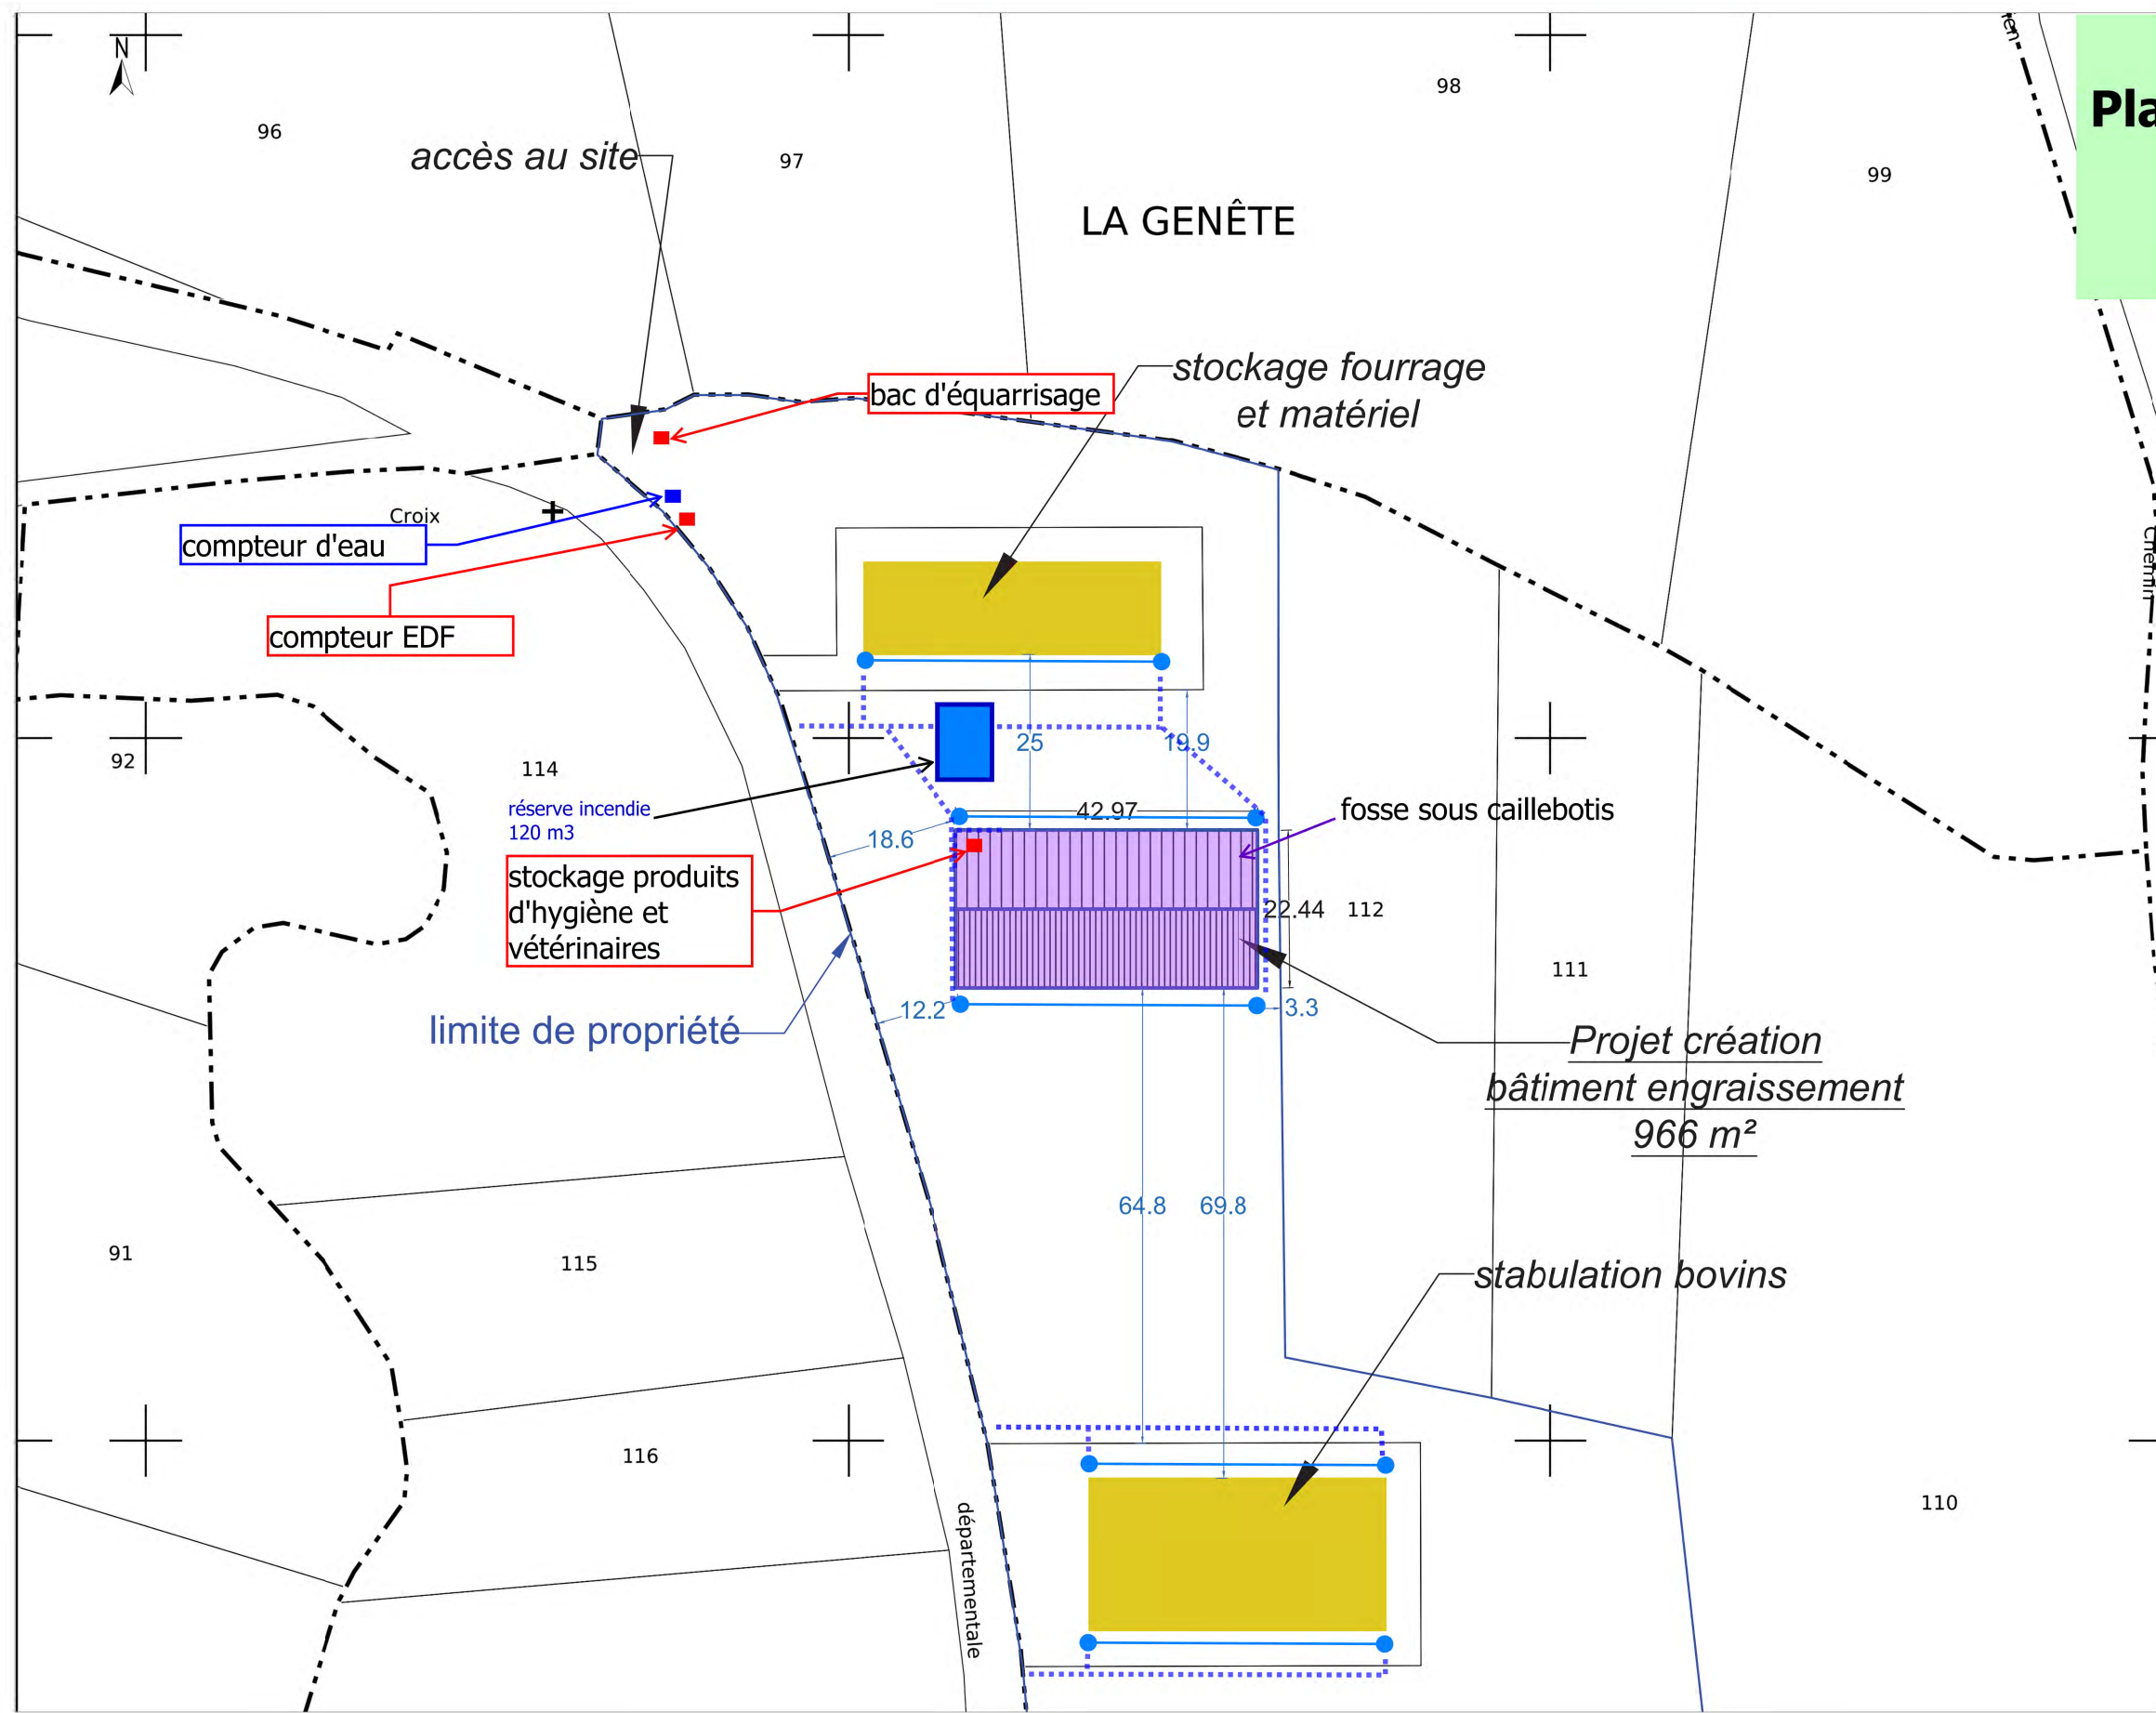 N
96
accès au site
97
98
99
LA GENÊTE
Pla
bac d'équarrisage
stockage fourrage
et matériel
Croix
compteur d'eau
compteur EDF
Chemin
92
114
25
19.9
réserve incendie
120 m3
42.97
fosse sous caillebotis
18.6
stockage produits
d'hygiène et
vétérinaires
22.44
112
111
12.2
3.3
limite de propriété
Projet création
bâtiment engraissement
966 m²
64.8
69.8
91
115
stabulation bovins
116
110
départementale